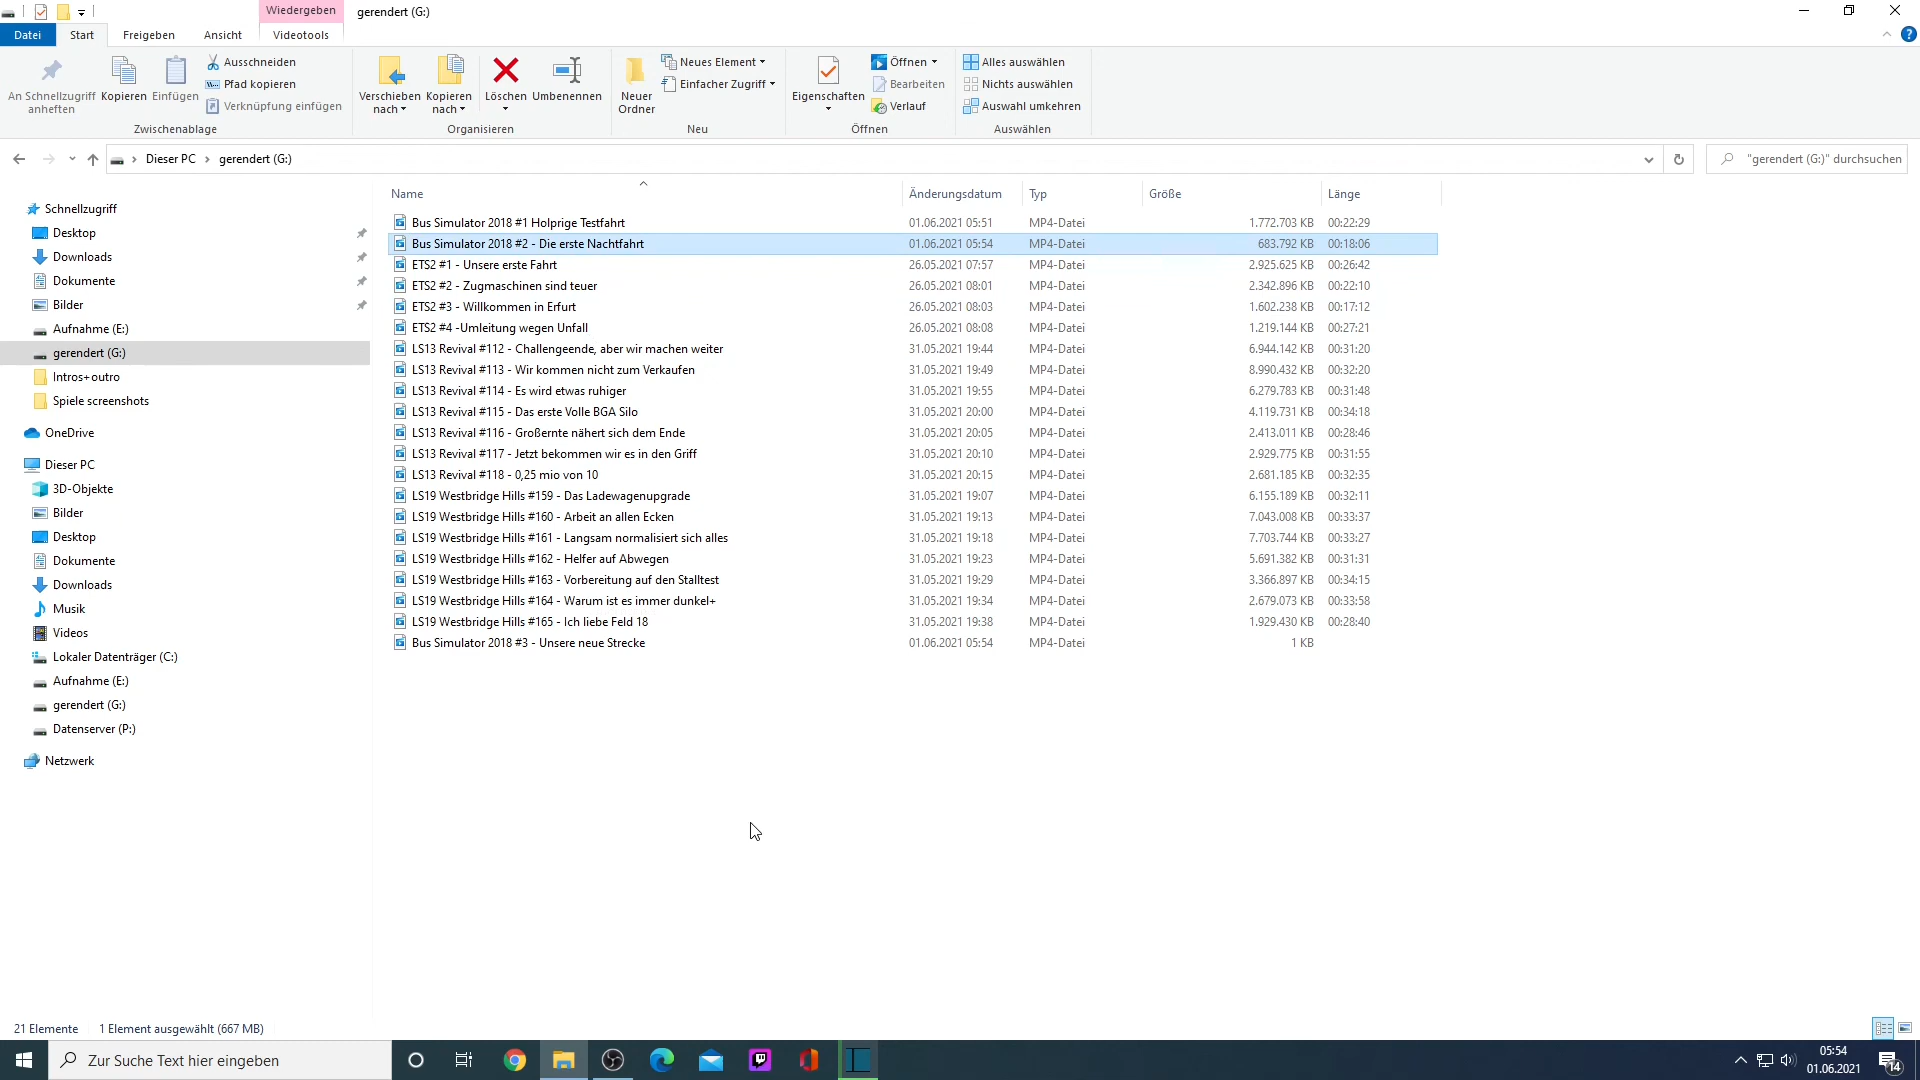 Wiedergeben
gerendert (G:)
Datei
Start
Freigeben
Ansicht
Videotools
An Schnellzugriff
anheften
Kopieren
Einfügen
Ausschneiden
Pfad kopieren
Verknüpfung einfügen
Zwischenablage
Verschieben
nach
Kopieren
nach
Löschen
Umbenennen
Organisieren
Neuer
Ordner
Neues Element
Einfacher Zugriff
Neu
Eigenschaften
Öffnen
Bearbeiten
Verlauf
Öffnen
Alles auswählen
Nichts auswählen
Auswahl umkehren
Auswählen
Dieser PC > gerendert (G:)
"gerendert (G:)" durchsuchen
Schnellzugriff
Desktop
Downloads
Dokumente
Bilder
Aufnahme (E:)
gerendert (G:)
Intros+outro
Spiele screenshots
OneDrive
Dieser PC
3D-Objekte
Bilder
Desktop
Dokumente
Downloads
Musik
Videos
Lokaler Datenträger (C:)
Aufnahme (E:)
gerendert (G:)
Datenserver (P:)
Netzwerk
Name Änderungsdatum Typ Größe Länge
Bus Simulator 2018 #1 Holprige Testfahrt 01.06.2021 05:51 MP4-Datei 1.772.703 KB 00:22:29
Bus Simulator 2018 #2 - Die erste Nachtfahrt 01.06.2021 05:54 MP4-Datei 683.792 KB 00:18:06
ETS2 #1 - Unsere erste Fahrt 26.05.2021 07:57 MP4-Datei 2.925.625 KB 00:26:42
ETS2 #2 - Zugmaschinen sind teuer 26.05.2021 08:01 MP4-Datei 2.342.896 KB 00:22:10
ETS2 #3 - Willkommen in Erfurt 26.05.2021 08:03 MP4-Datei 1.602.238 KB 00:17:12
ETS2 #4 -Umleitung wegen Unfall 26.05.2021 08:08 MP4-Datei 1.219.144 KB 00:27:21
LS13 Revival #112 - Challengeende, aber wir machen weiter 31.05.2021 19:44 MP4-Datei 6.944.142 KB 00:31:20
LS13 Revival #113 - Wir kommen nicht zum Verkaufen 31.05.2021 19:49 MP4-Datei 8.990.432 KB 00:32:20
LS13 Revival #114 - Es wird etwas ruhiger 31.05.2021 19:55 MP4-Datei 6.279.783 KB 00:31:48
LS13 Revival #115 - Das erste Volle BGA Silo 31.05.2021 20:00 MP4-Datei 4.119.731 KB 00:34:18
LS13 Revival #116 - Großernte nähert sich dem Ende 31.05.2021 20:05 MP4-Datei 2.413.011 KB 00:28:46
LS13 Revival #117 - Jetzt bekommen wir es in den Griff 31.05.2021 20:10 MP4-Datei 2.929.775 KB 00:31:55
LS13 Revival #118 - 0,25 mio von 10 31.05.2021 20:15 MP4-Datei 2.681.185 KB 00:32:35
LS19 Westbridge Hills #159 - Das Ladewagenupgrade 31.05.2021 19:07 MP4-Datei 6.155.189 KB 00:32:11
LS19 Westbridge Hills #160 - Arbeit an allen Ecken 31.05.2021 19:13 MP4-Datei 7.043.008 KB 00:33:37
LS19 Westbridge Hills #161 - Langsam normalisiert sich alles 31.05.2021 19:18 MP4-Datei 7.703.744 KB 00:33:27
LS19 Westbridge Hills #162 - Helfer auf Abwegen 31.05.2021 19:23 MP4-Datei 5.691.382 KB 00:31:31
LS19 Westbridge Hills #163 - Vorbereitung auf den Stalltest 31.05.2021 19:29 MP4-Datei 3.366.897 KB 00:34:15
LS19 Westbridge Hills #164 - Warum ist es immer dunkel+ 31.05.2021 19:34 MP4-Datei 2.679.073 KB 00:33:58
LS19 Westbridge Hills #165 - Ich liebe Feld 18 31.05.2021 19:38 MP4-Datei 1.929.430 KB 00:28:40
Bus Simulator 2018 #3 - Unsere neue Strecke 01.06.2021 05:54 MP4-Datei 1 KB
21 Elemente 1 Element ausgewählt (667 MB)
Zur Suche Text hier eingeben
05:54
01.06.2021
14